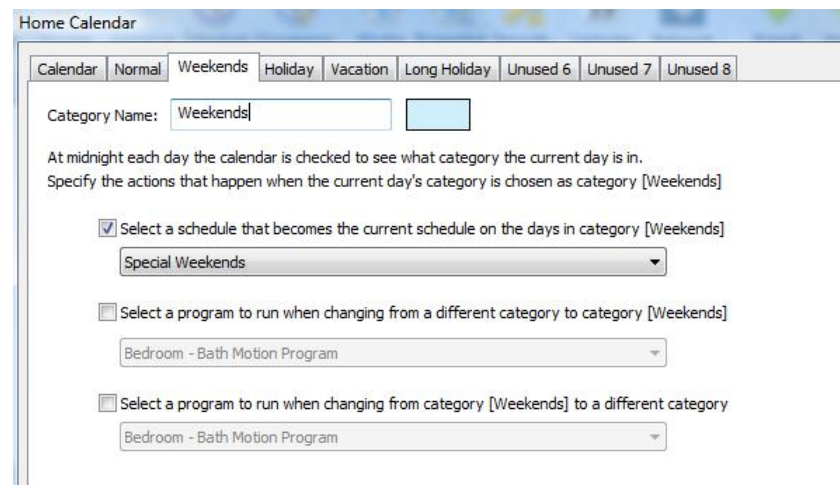 Home Calendar
Calendar Normal Weekends Holiday Vacation Long Holiday Unused 6 Unused 7 Unused 8
Category Name: Weekends
At midnight each day the calendar is checked to see what category the current day is in.
Specify the actions that happen when the current day's category is chosen as category [Weekends]
Select a schedule that becomes the current schedule on the days in category [Weekends]
Special Weekends
Select a program to run when changing from a different category to category [Weekends]
Bedroom - Bath Motion Program
Select a program to run when changing from category [Weekends] to a different category
Bedroom - Bath Motion Program